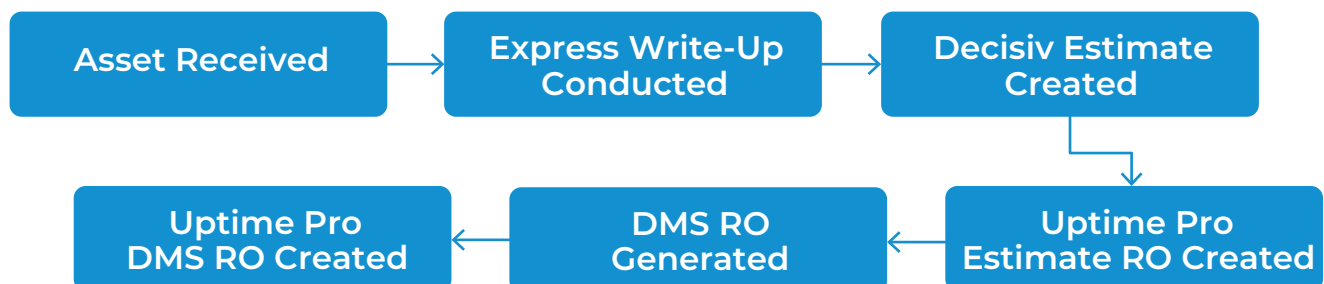 Asset Received
Express Write-Up
Conducted
Decisiv Estimate
Created
Uptime Pro
Estimate RO Created
DMS RO
Generated
Uptime Pro
DMS RO Created